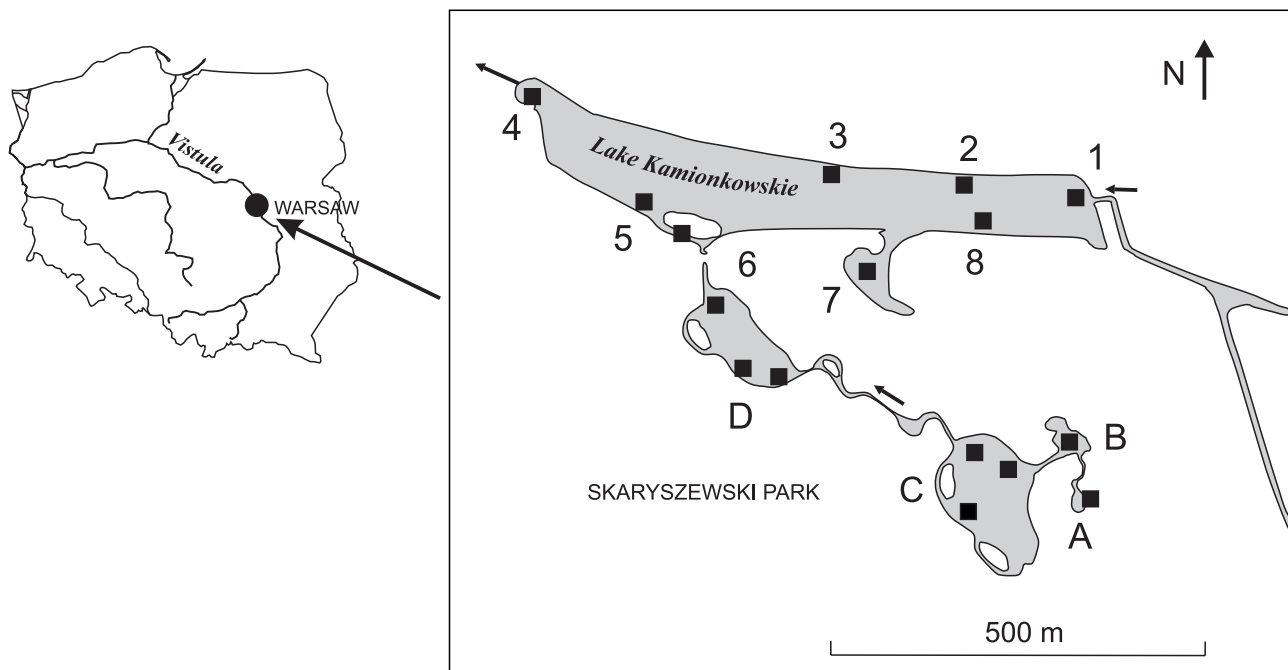 Vistula
WARSAW
N
4
3
2
1
Lake Kamionkowskie
5
6
7
8
D
C
B
A
SKARYSZEWSKI PARK
500 m